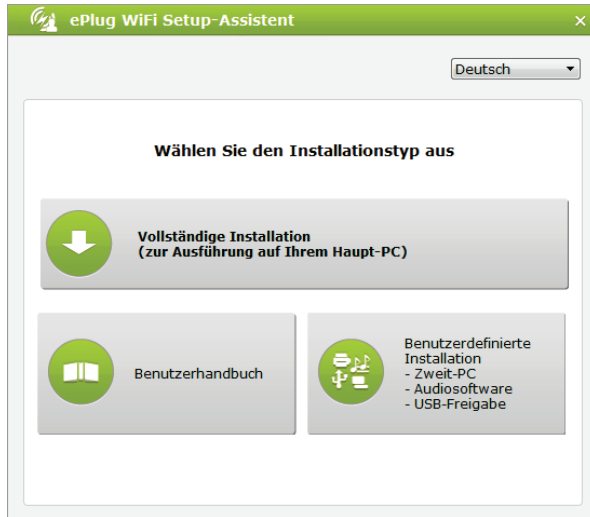 ePlug WiFi Setup-Assistent
Deutsch
Wählen Sie den Installationstyp aus
Vollständige Installation
(zur Ausführung auf Ihrem Haupt-PC)
Benutzerhandbuch
Benutzerdefinierte
Installation
- Zweit-PC
- Audiosoftware
- USB-Freigabe